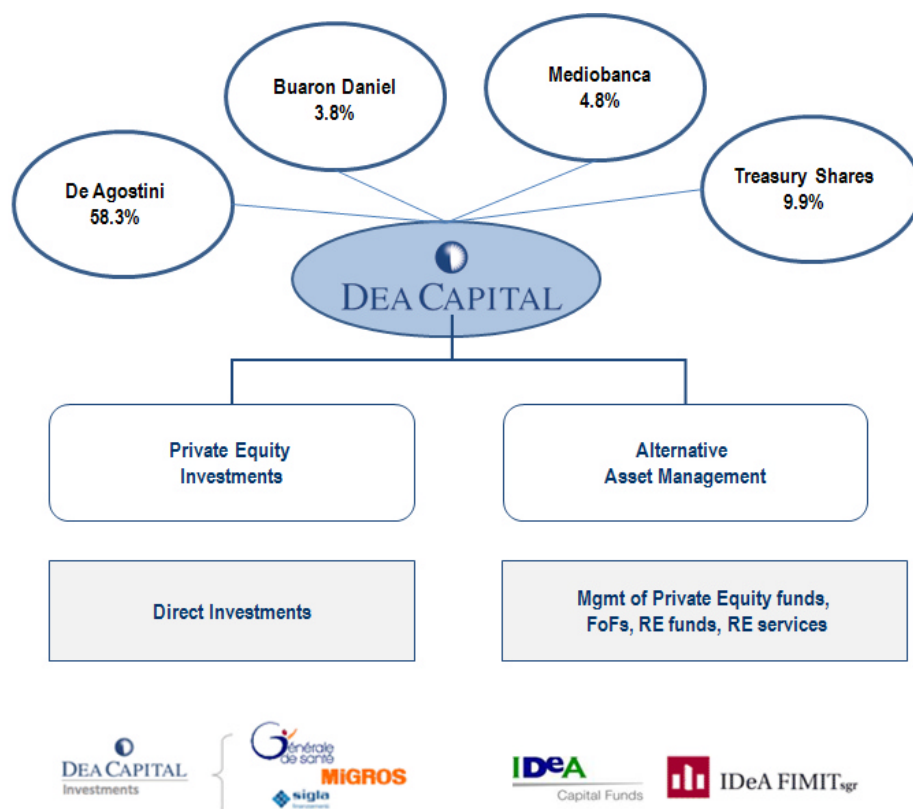 Buaron Daniel
3.8%
Mediobanca
4.8%
De Agostini
58.3%
Treasury Shares
9.9%
DEA CAPITAL
Private Equity
Investments
Alternative
Asset Management
Direct Investments
Mgmt of Private Equity funds,
FoFs, RE funds, RE services
DEA CAPITAL
Investments
Générale
de santé
MiGROS
sigla
IDeA
Capital Funds
IDeA FIMIT sgr